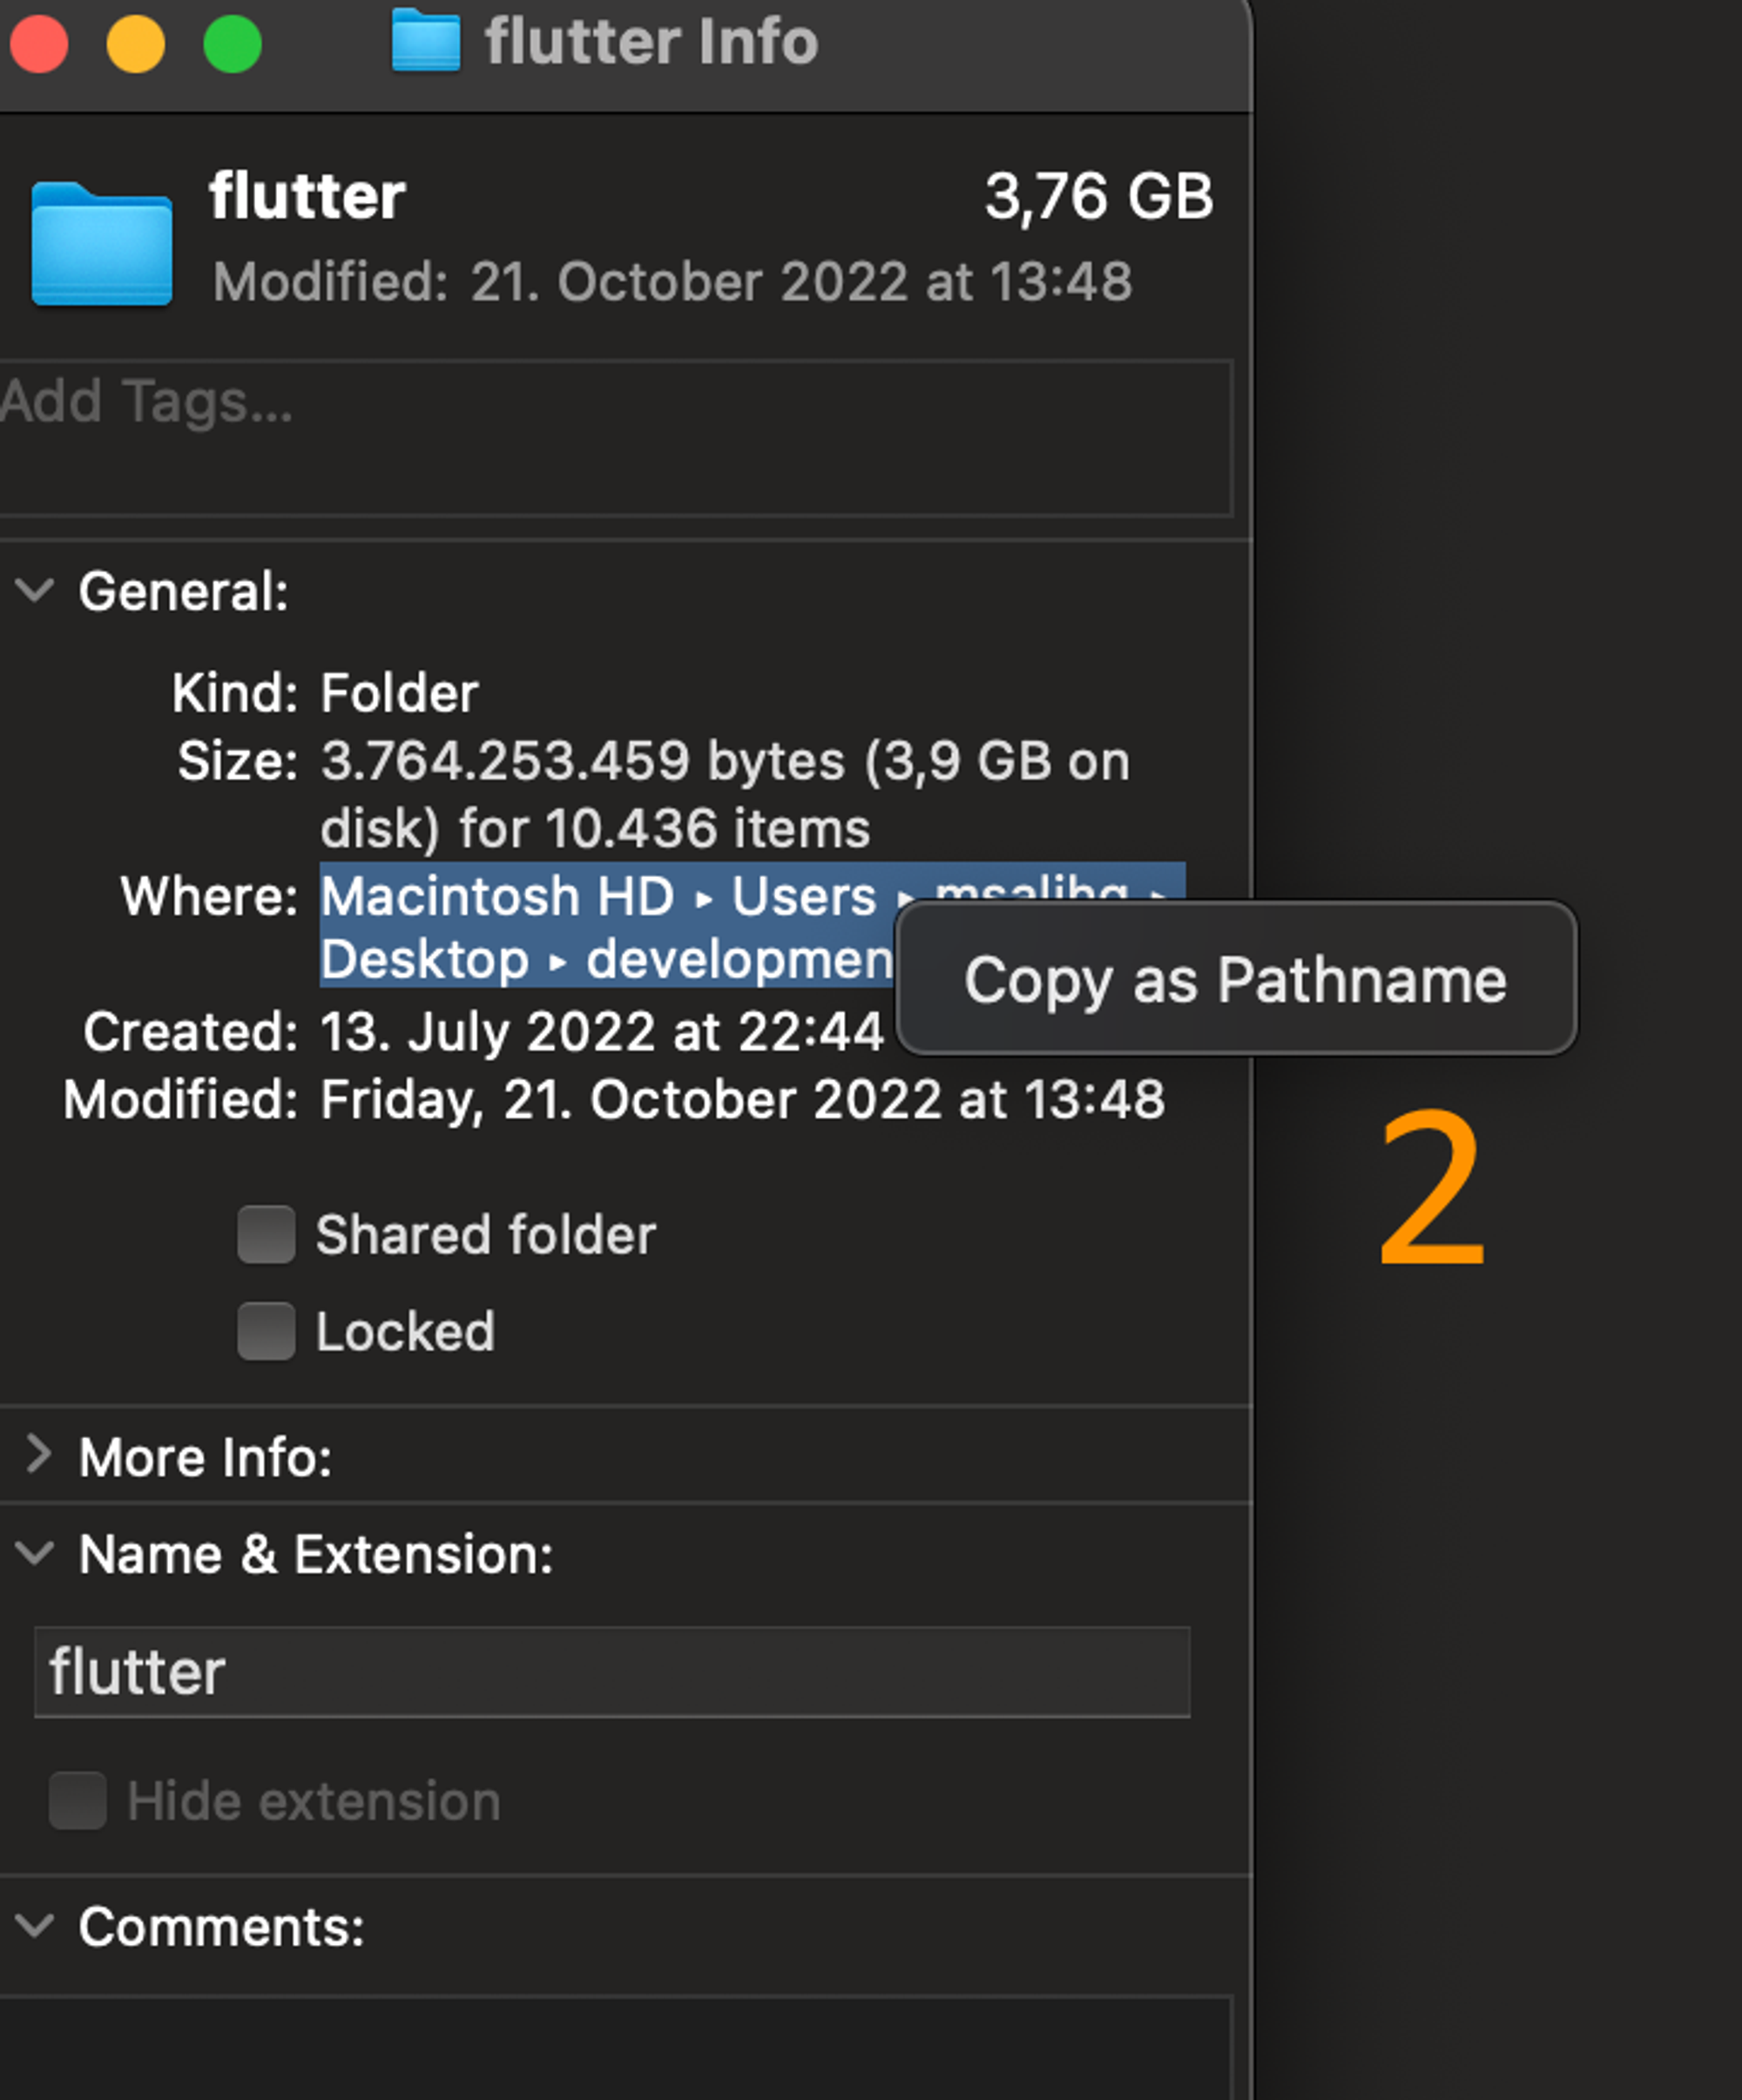 flutter Info
flutter 3,76 GB
Modified: 21. October 2022 at 13:48
Add Tags...
General:
Kind: Folder
Size: 3.764.253.459 bytes (3,9 GB on
disk) for 10.436 items
Where: Macintosh HD ▸ Users ▸ ▸
Desktop ▸ developmen
Copy as Pathname
Created: 13. July 2022 at 22:44
Modified: Friday, 21. October 2022 at 13:48
2
Shared folder
Locked
More Info:
Name & Extension:
flutter
Hide extension
Comments: